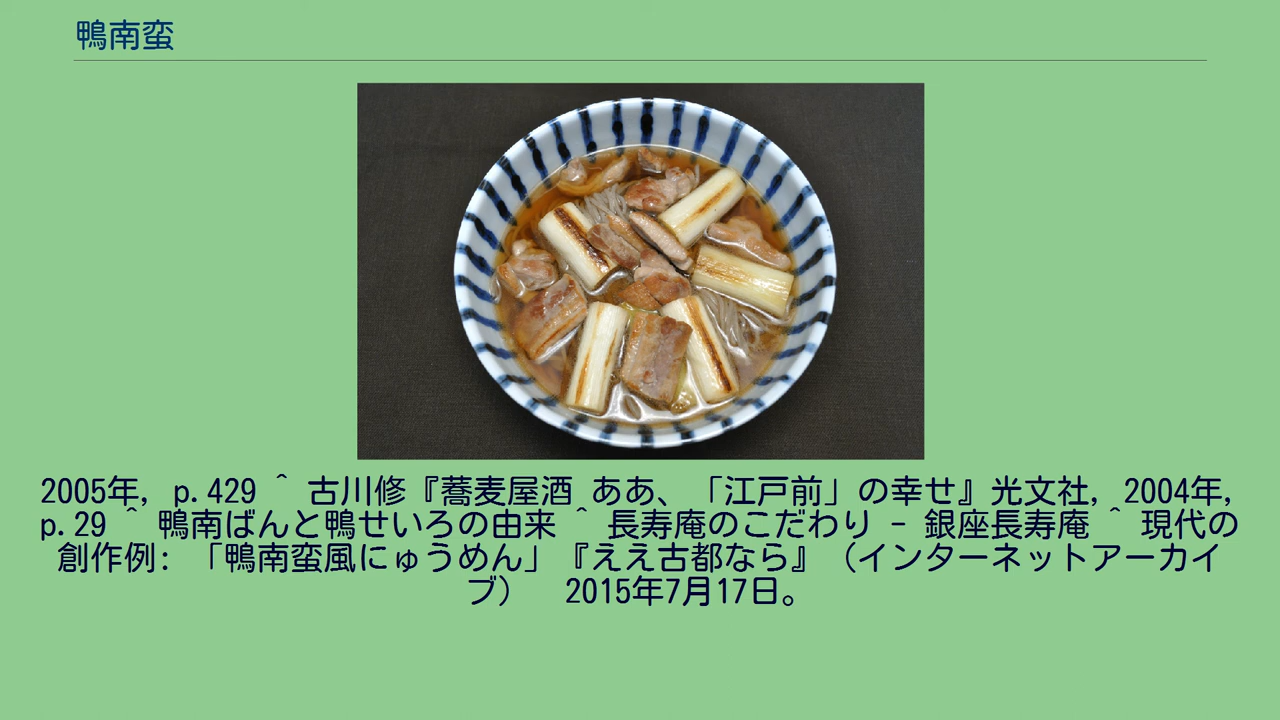 鴨南蛮
2005年, p.429 ^ 古川修『蕎麦屋酒 ああ、「江戸前」の幸せ』光文社, 2004年,
p.29 ^ 鴨南ばんと鴨せいろの由来 ^ 長寿庵のこだわり - 銀座長寿庵 ^ 現代の
創作例: 「鴨南蛮風にゅうめん」『ええ古都なら』（インターネットアーカイ
ブ） 2015年7月17日。